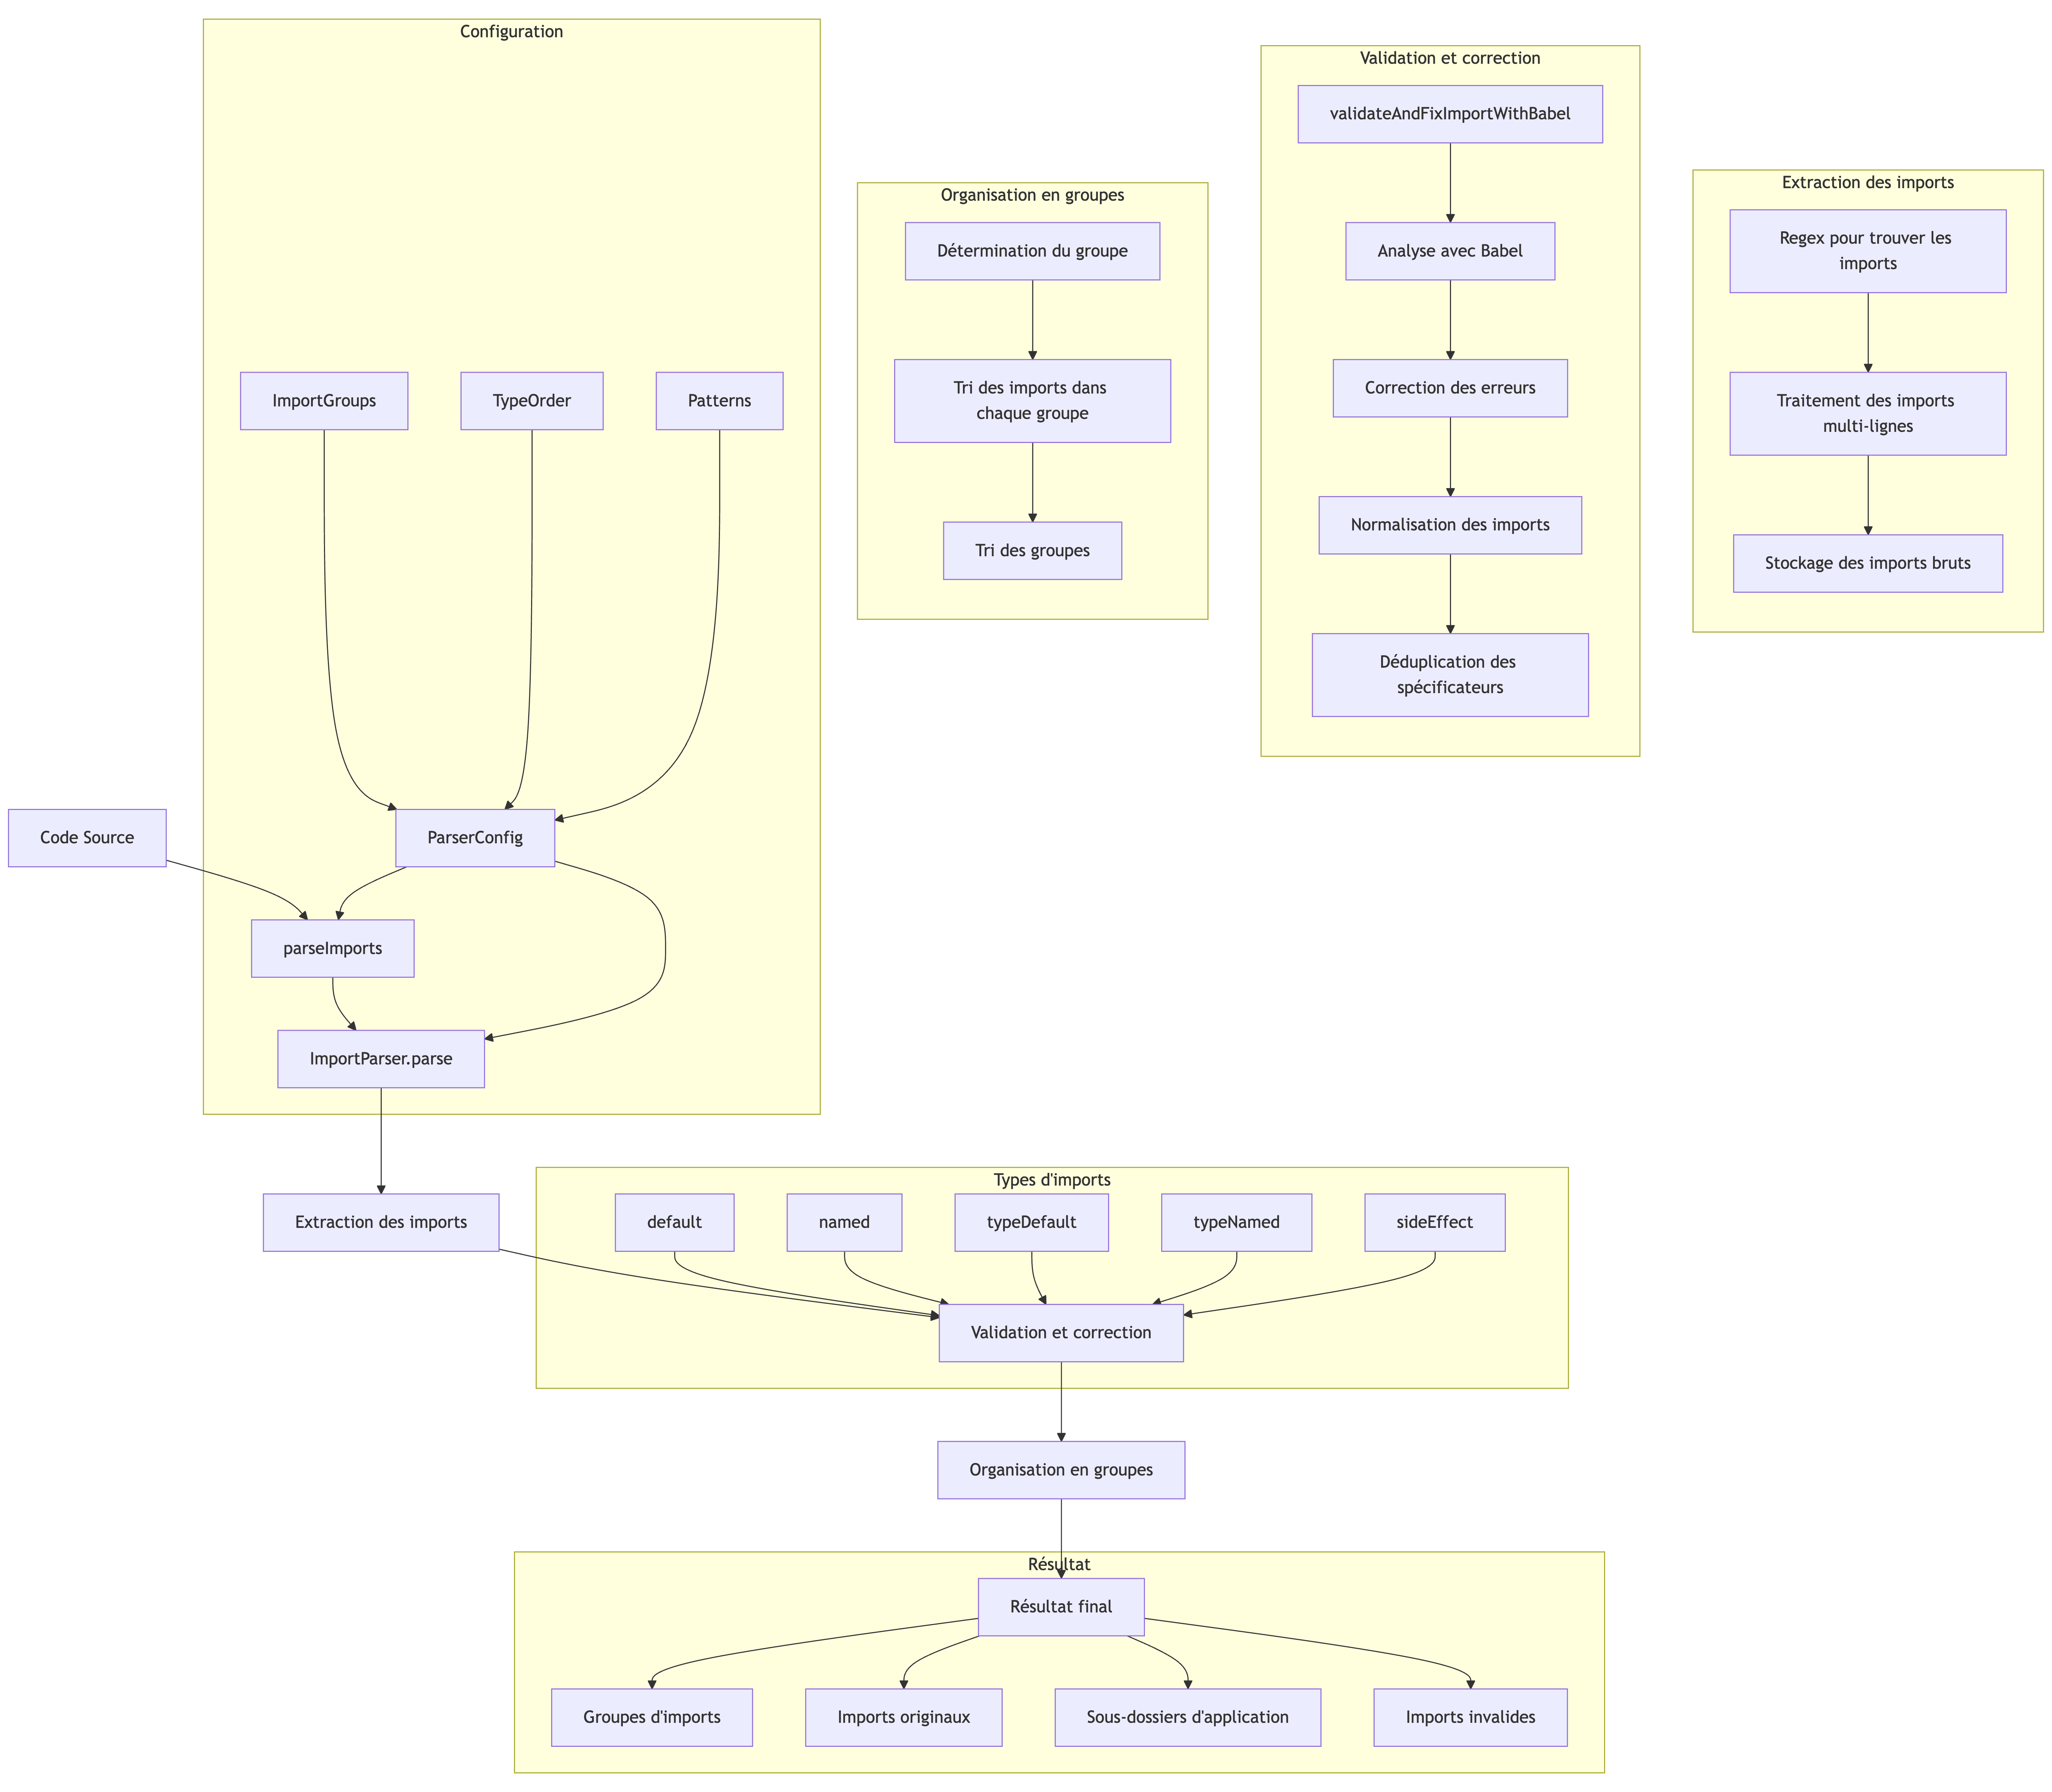 Configuration
ImportGroups
TypeOrder
Patterns
Code Source
ParserConfig
parseImports
ImportParser.parse
Organisation en groupes
Détermination du groupe
Tri des imports dans
chaque groupe
Tri des groupes
Validation et correction
validateAndFixImportWithBabel
Analyse avec Babel
Correction des erreurs
Normalisation des imports
Déduplication des
spécificateurs
Extraction des imports
Regex pour trouver les
imports
Traitement des imports
multi-lignes
Stockage des imports bruts
Extraction des imports
Types d'imports
default
named
typeDefault
typeNamed
sideEffect
Validation et correction
Organisation en groupes
Résultat
Résultat final
Groupes d'imports
Imports originaux
Sous-dossiers d'application
Imports invalides